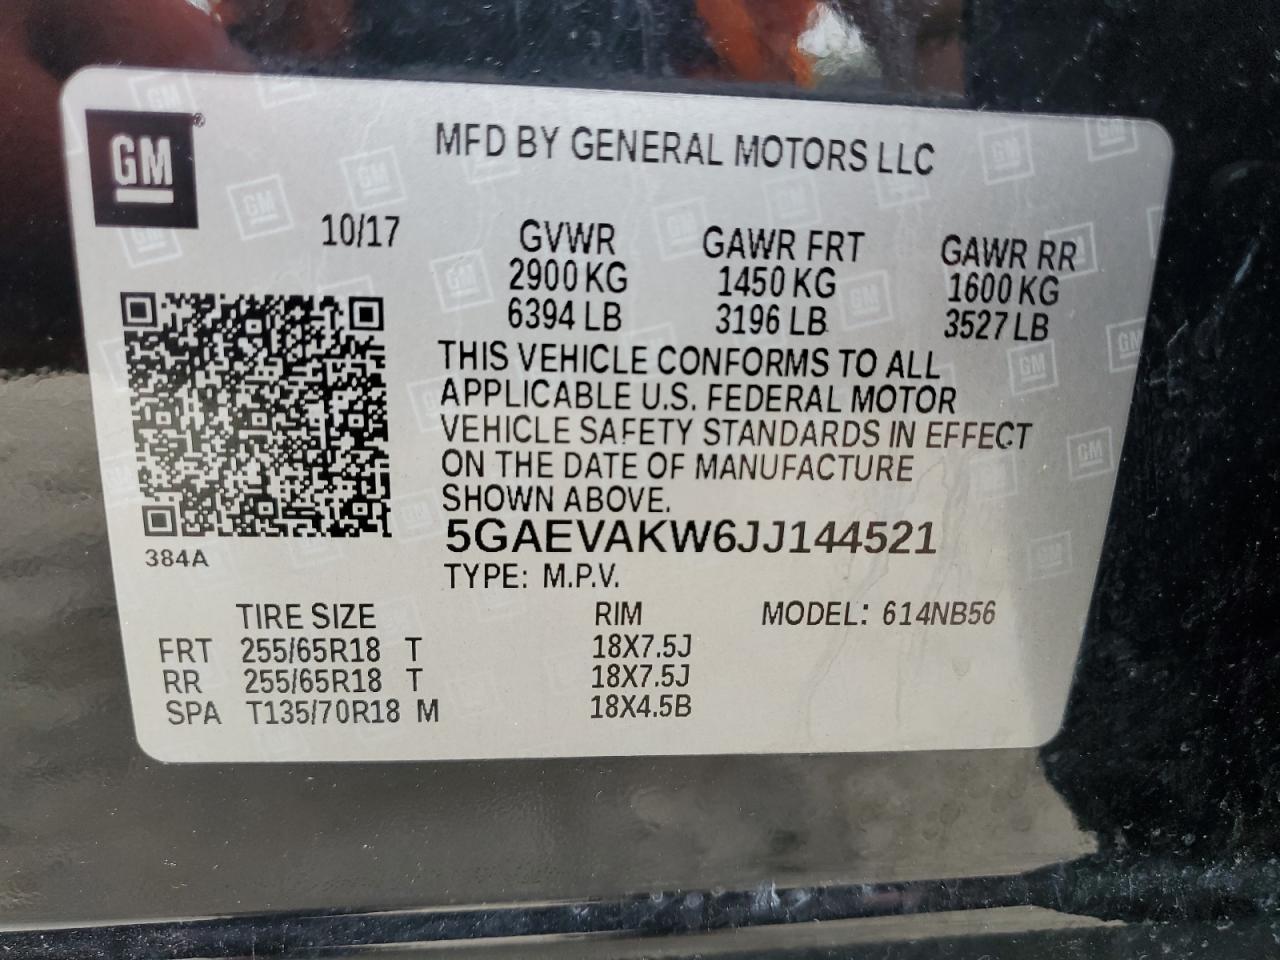 GM®
MFD BY GENERAL MOTORS LLC
10/17
GVWR GAWR FRT GAWR RR
2900 KG 1450 KG 1600 KG
6394 LB 3196 LB 3527 LB
THIS VEHICLE CONFORMS TO ALL
APPLICABLE U.S. FEDERAL MOTOR
VEHICLE SAFETY STANDARDS IN EFFECT
ON THE DATE OF MANUFACTURE
SHOWN ABOVE.
5GAEVAKW6JJ144521
384A
TYPE: M.P.V.
TIRE SIZE RIM MODEL: 614NB56
FRT 255/65R18 T 18X7.5J
RR 255/65R18 T 18X7.5J
SPA T135/70R18 M 18X4.5B